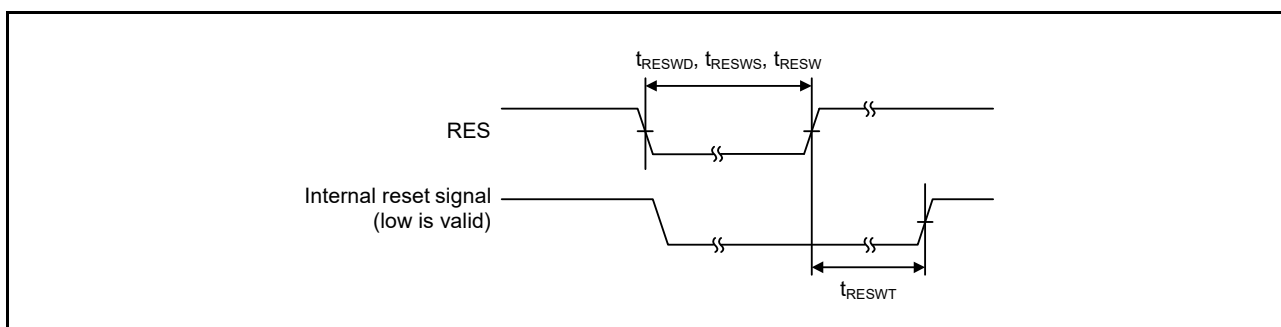 tRESWD, tRESWS, tRESW
RES
Internal reset signal
(low is valid)
tRESWT